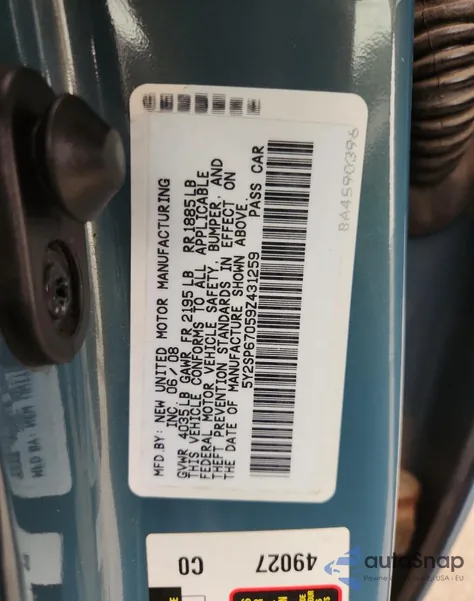 MFD.BY: NEW UNITED MOTOR MANUFACTURING
INC 06/08
GVWR 4035LB GAWR FR 2195LB RR 1885LB
THIS VEHICLE CONFORMS TO ALL APPLICABLE
FEDERAL MOTOR VEHICLE SAFETY, BUMPER, AND
THEFT PREVENTION STANDARDS IN EFFECT ON
THE DATE OF MANUFACTURE SHOWN ABOVE.
5Y2SP67059Z431259 PASS CAR
BA4590396
C0 49027
autoSnap